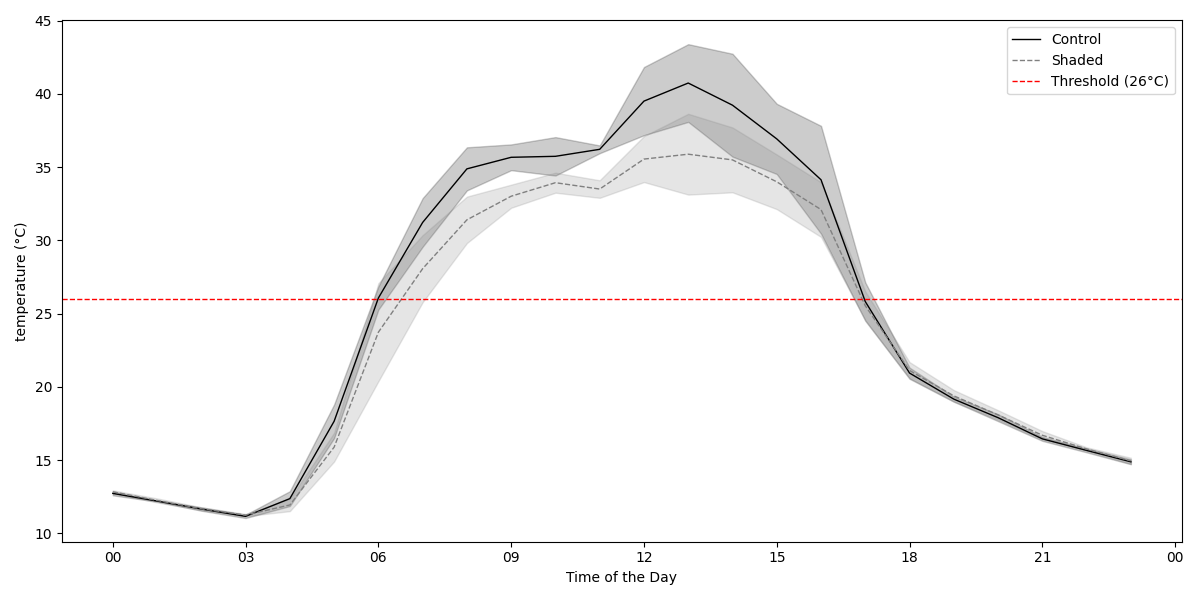 45
40
35
30
25
20
15
10
temperature (°C)
Control
Shaded
Threshold (26°C)
00 03 06 09 12 15 18 21 00
Time of the Day